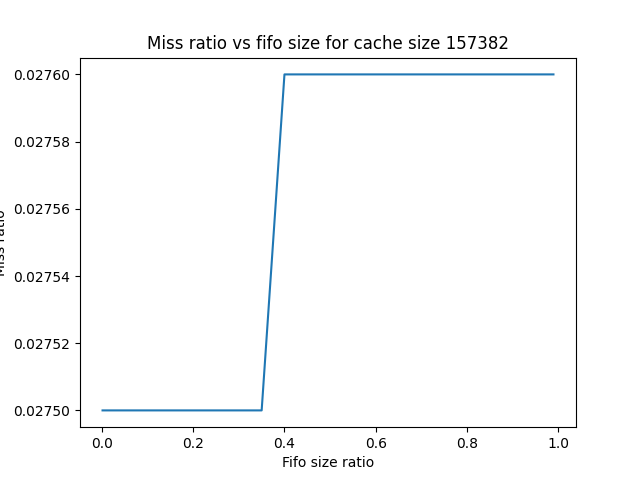 Miss ratio vs fifo size for cache size 157382
0.02760
0.02758
0.02756
0.02754
0.02752
0.02750
Miss ratio
0.0 0.2 0.4 0.6 0.8 1.0
Fifo size ratio